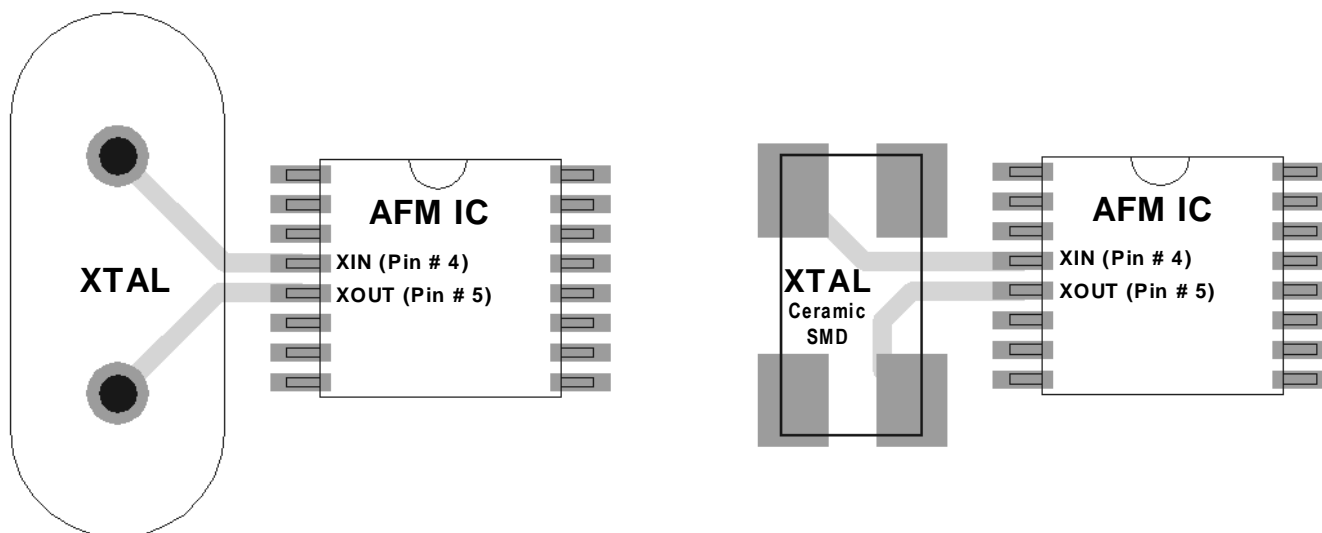 AFM IC
XIN (Pin # 4)
XTAL
XOUT (Pin # 5)
AFM IC
XIN (Pin # 4)
XTAL
XOUT (Pin # 5)
Ceramic
SMD